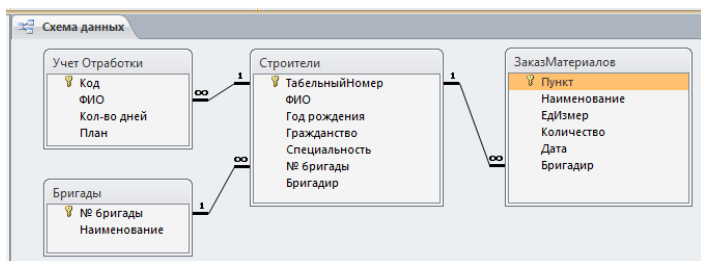 Схема данных
Учет Отработки
Код
ФИО
Кол-во дней
План
Бригады
№ бригады
Наименование
Строители
ТабельныйНомер
ФИО
Год рождения
Гражданство
Специальность
№ бригады
Бригадир
ЗаказМатериалов
Пункт
Наименование
ЕдИзмер
Количество
Дата
Бригадир
∞
1
∞
1
1
∞